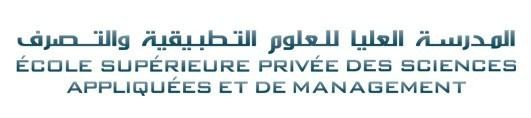 المدرسة العليا للعلوم التطبيقية والتصرف
ÉCOLE SUPÉRIEURE PRIVÉE DES SCIENCES
APPLIQUÉES ET DE MANAGEMENT